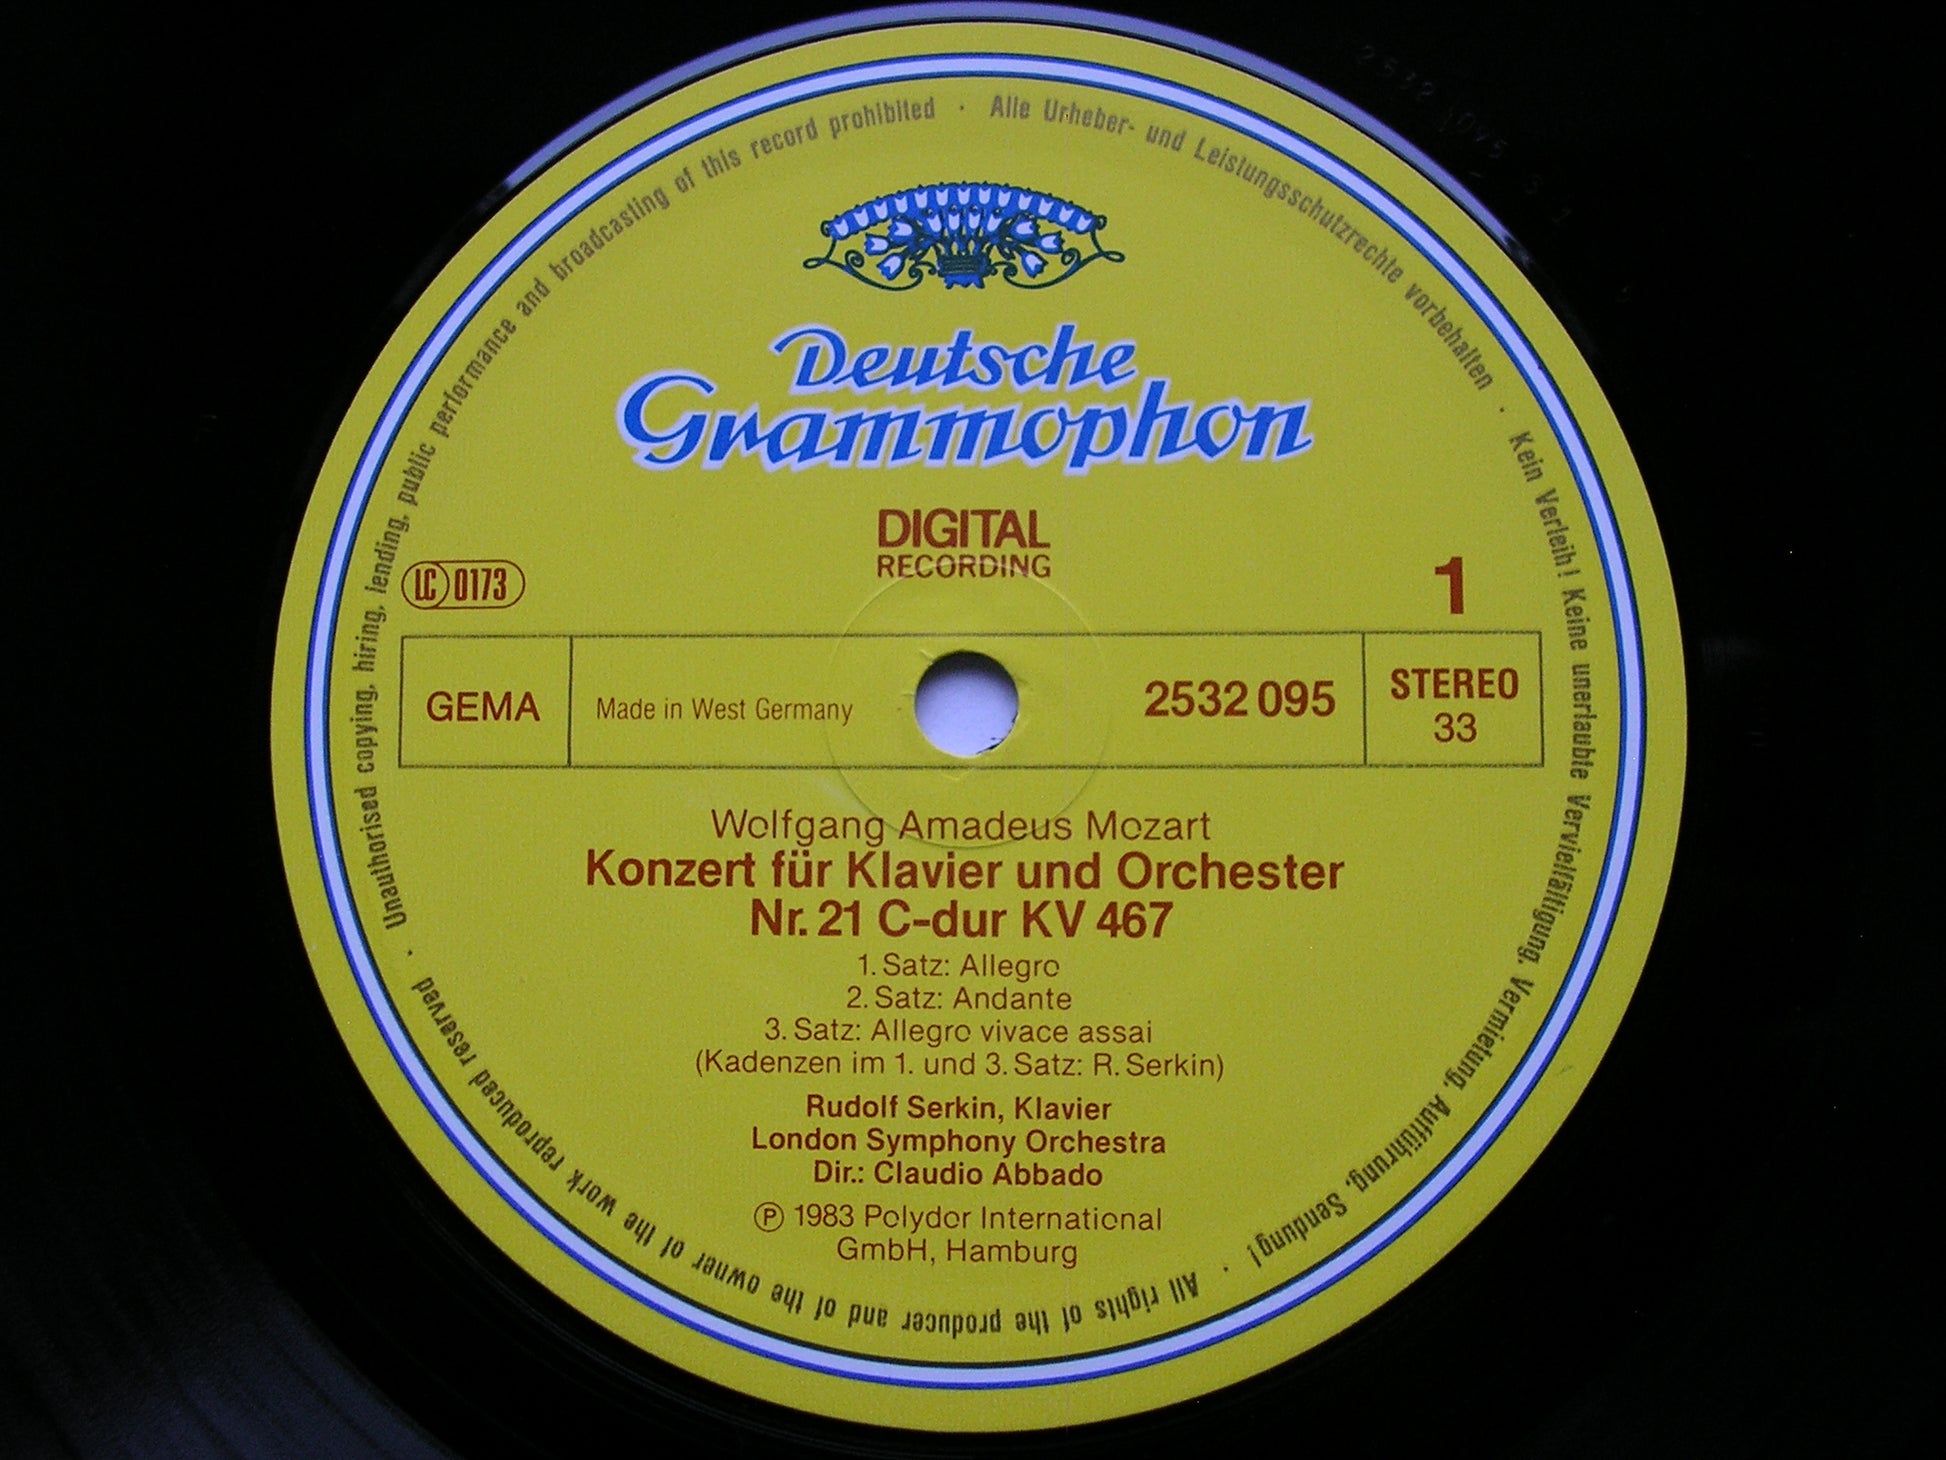 Deutsche
Grammophon
DIGITAL
RECORDING
LC 0173
1
GEMA
Made in West Germany
2532 095
STEREO
33
Wolfgang Amadeus Mozart
Konzert für Klavier und Orchester
Nr. 21 C-dur KV 467
1. Satz: Allegro
2. Satz: Andante
3. Satz: Allegro vivace assai
(Kadenzen im 1. und 3. Satz: R. Serkin)
Rudolf Serkin, Klavier
London Symphony Orchestra
Dir.: Claudio Abbado
℗ 1983 Polydor International
GmbH, Hamburg
Alle Urheber- und Leistungsschutzrechte vorbehalten · Kein Verleih! Keine unerlaubte Vervielfältigung, Vermietung, Aufführung, Sendung! · All rights of the producer and of the owner of the work reproduced reserved · Unauthorised copying, hiring, lending, public performance and broadcasting of this record prohibited ·